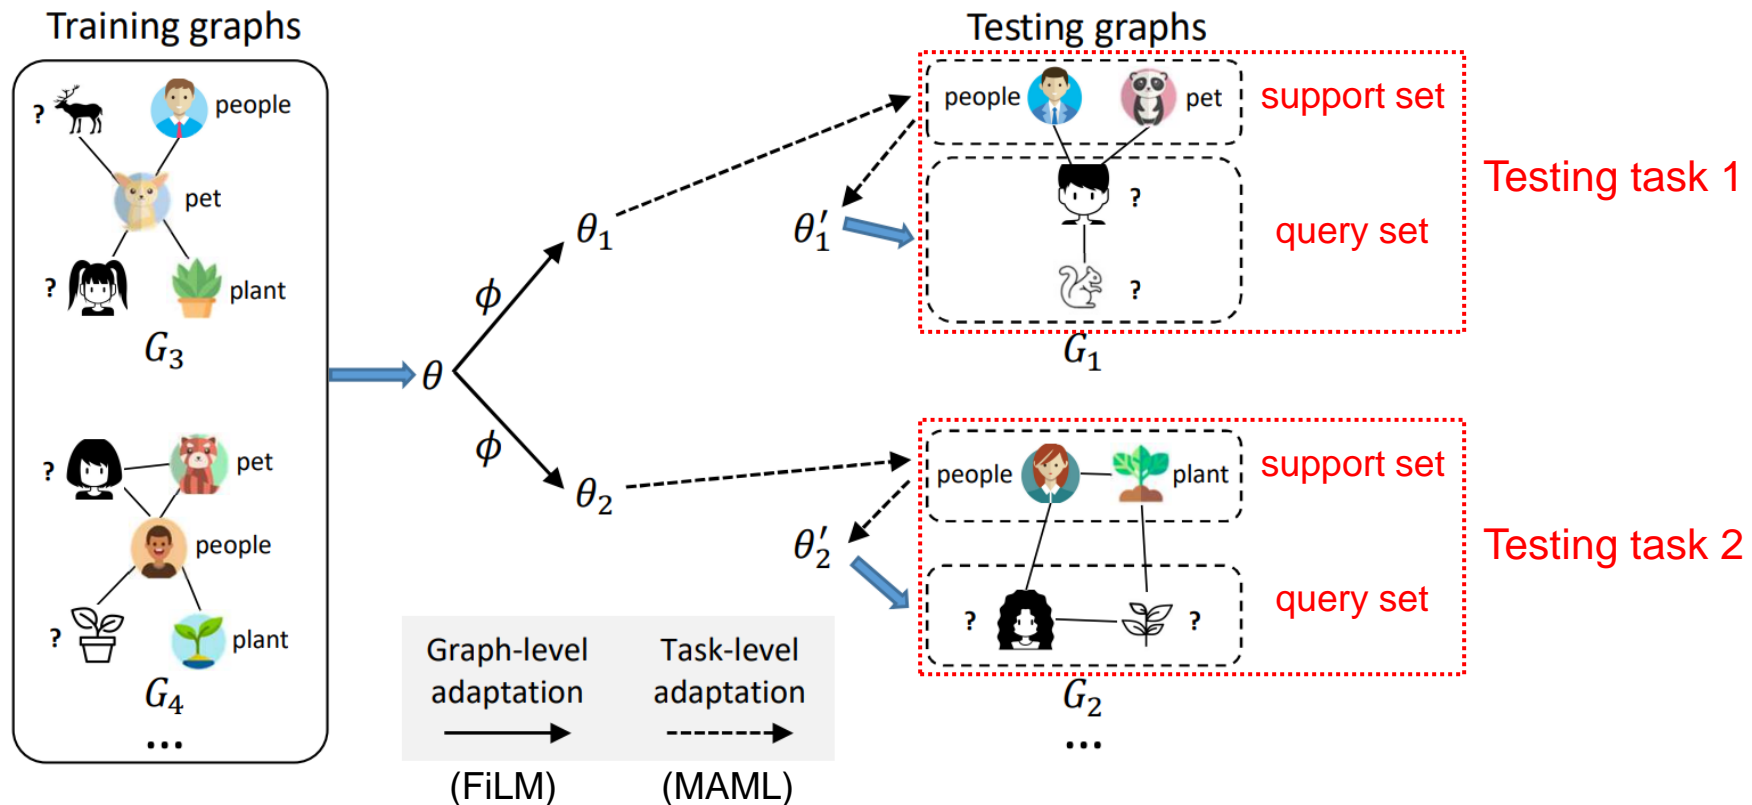 Training graphs
? people
pet
? plant
G₃
? pet
people
? plant
G₄
...
θ
ϕ
ϕ
θ₁
θ₂
θ₁′
θ₂′
Graph-level adaptation
(FiLM)
Task-level adaptation
(MAML)
Testing graphs
people pet support set
? query set
?
G₁
Testing task 1
people plant support set
? ? query set
G₂
...
Testing task 2